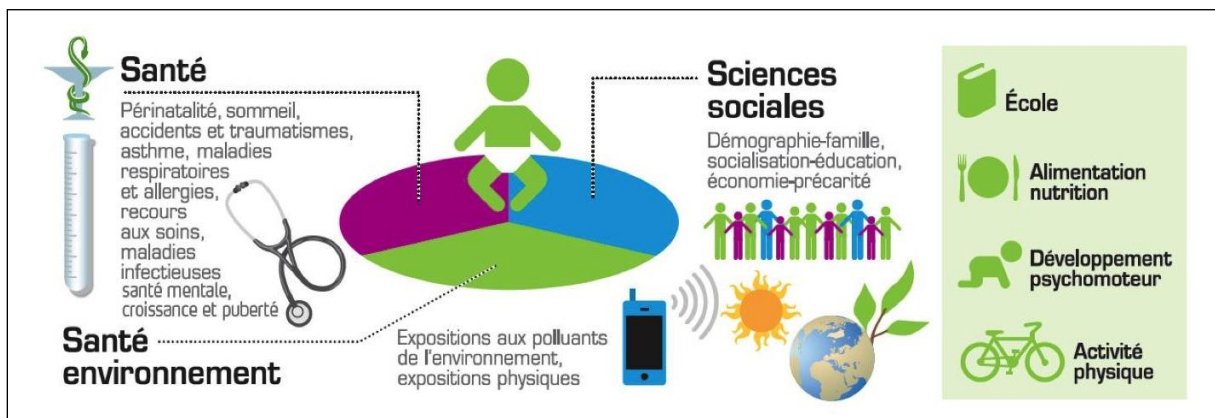 Santé
Périnatalité, sommeil,
accidents et traumatismes,
asthme, maladies
respiratoires
et allergies,
recours
aux soins,
maladies
infectieuses
santé mentale,
croissance et puberté
Santé
environnement
Expositions aux polluants
de l'environnement,
expositions physiques
Sciences
sociales
Démographie-famille,
socialisation-éducation,
économie-précarité
École
Alimentation
nutrition
Développement
psychomoteur
Activité
physique